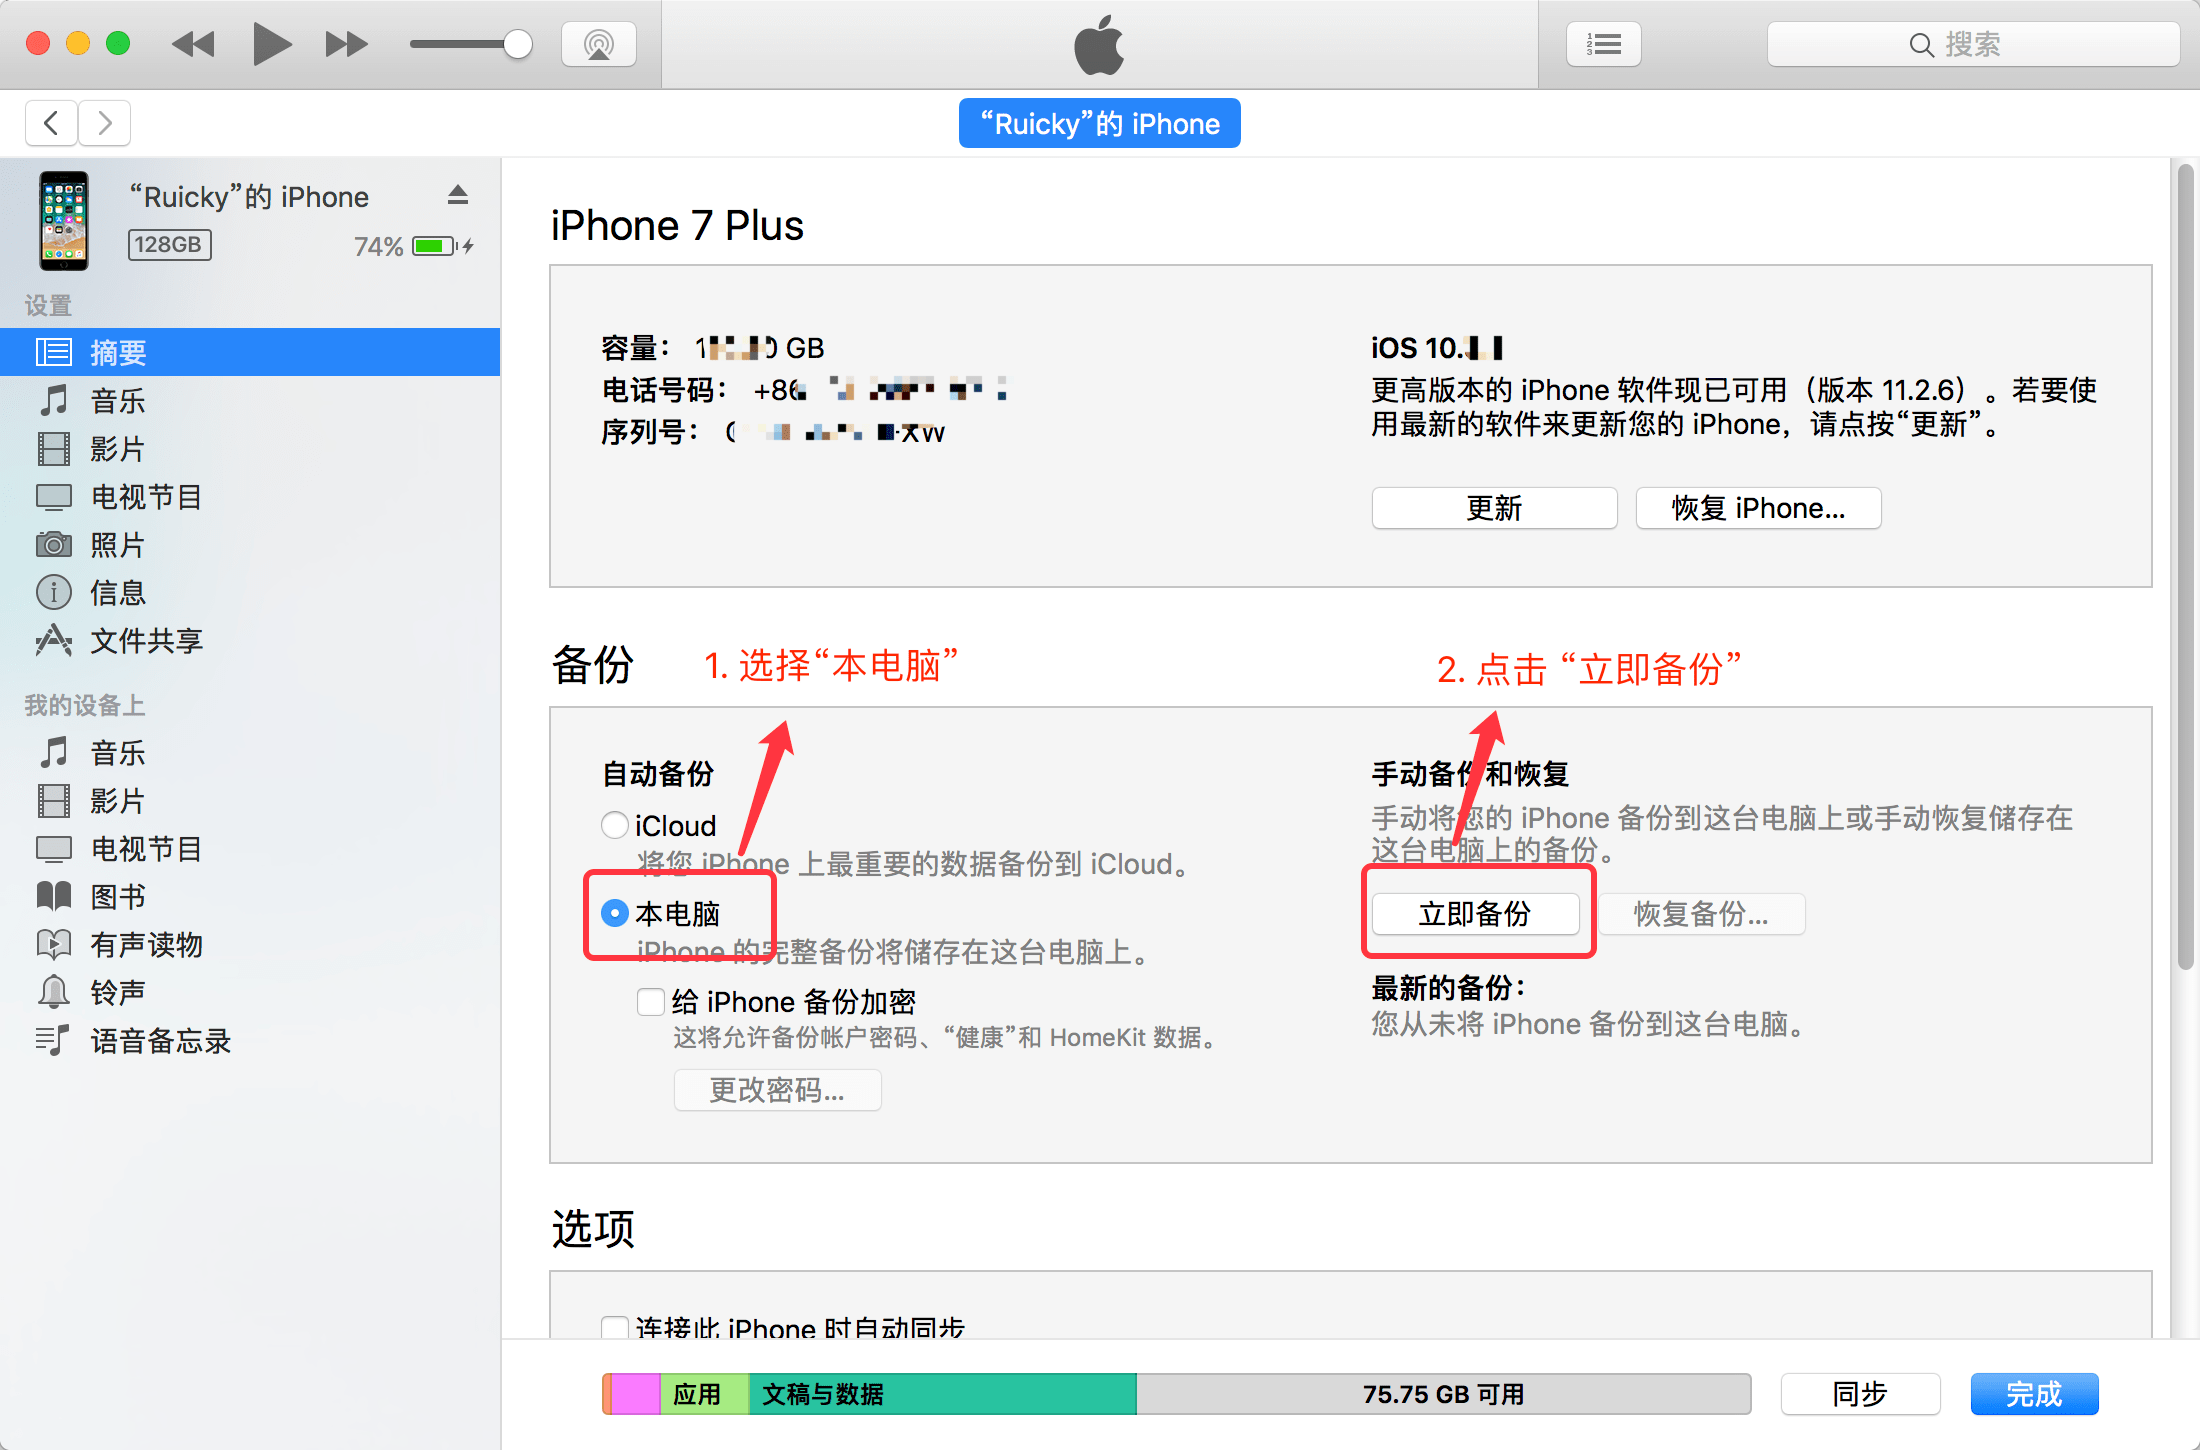 搜索
“Ruicky”的 iPhone
“Ruicky”的 iPhone
128GB
74%
设置
摘要
音乐
影片
电视节目
照片
信息
文件共享
我的设备上
音乐
影片
电视节目
图书
有声读物
铃声
语音备忘录
iPhone 7 Plus
容量： GB
电话号码： +86
序列号： XW
iOS 10.
更高版本的 iPhone 软件现已可用（版本 11.2.6）。若要使
用最新的软件来更新您的 iPhone，请点按“更新”。
更新
恢复 iPhone...
备份
1. 选择“本电脑”
2. 点击 “立即备份”
自动备份
iCloud
将您 iPhone 上最重要的数据备份到 iCloud。
本电脑
iPhone 的完整备份将储存在这台电脑上。
给 iPhone 备份加密
这将允许备份帐户密码、“健康”和 HomeKit 数据。
更改密码...
手动备份和恢复
手动将您的 iPhone 备份到这台电脑上或手动恢复储存在
这台电脑上的备份。
立即备份
恢复备份...
最新的备份：
您从未将 iPhone 备份到这台电脑。
选项
连接此 iPhone 时自动同步
应用
文稿与数据
75.75 GB 可用
同步
完成